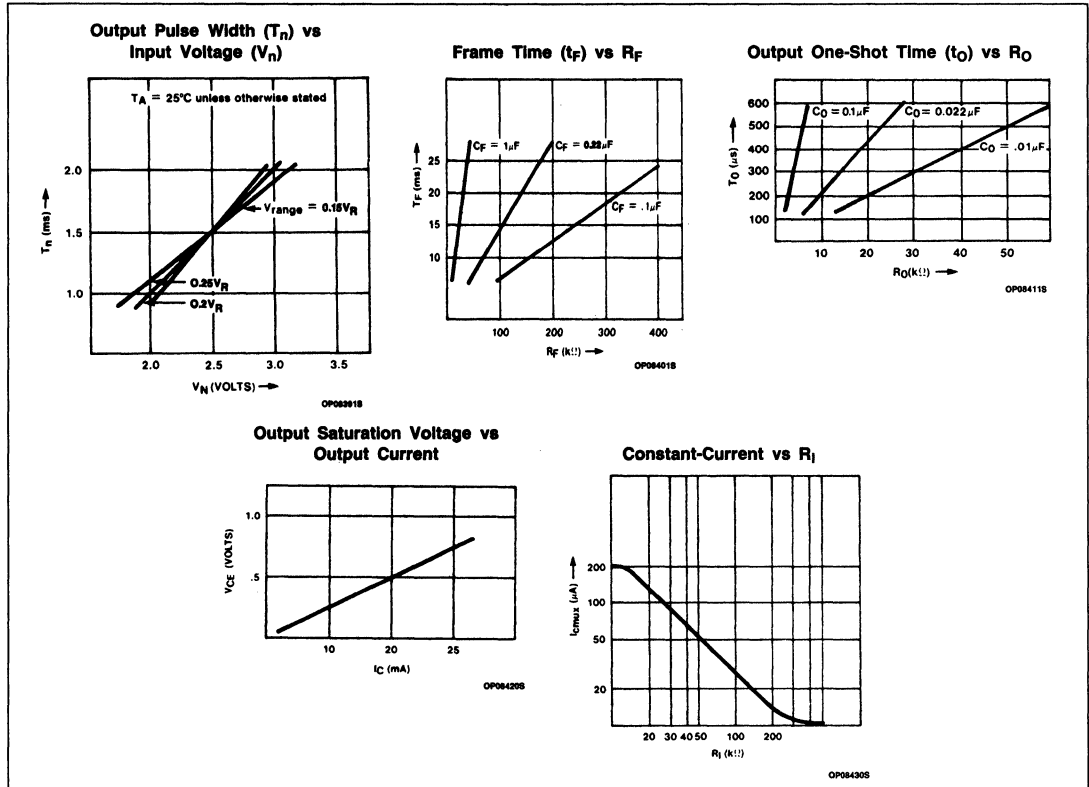 Output Pulse Width (Tn) vs
Input Voltage (Vn)
TA = 25°C unless otherwise stated
Tn (ms)
2.0
1.5
1.0
Vrange = 0.15VR
0.25VR
0.2VR
2.0 2.5 3.0 3.5
VN (VOLTS)
OP08391S
Frame Time (tF) vs RF
TF (ms)
25
20
15
10
CF = 1µF
CF = 0.22µF
CF = .1µF
100 200 300 400
RF (kΩ)
OP08401S
Output One-Shot Time (tO) vs RO
TO (µs)
600
500
400
300
200
100
CO = 0.1µF
CO = 0.022µF
CO = .01µF
10 20 30 40 50
RO(kΩ)
OP08411S
Output Saturation Voltage vs
Output Current
VCE (VOLTS)
1.0
.5
10 20 25
IC (mA)
OP08420S
Constant-Current vs RI
Icmux (µA)
200
100
50
20
20 30 40 50 100 200
RI (kΩ)
OP08430S